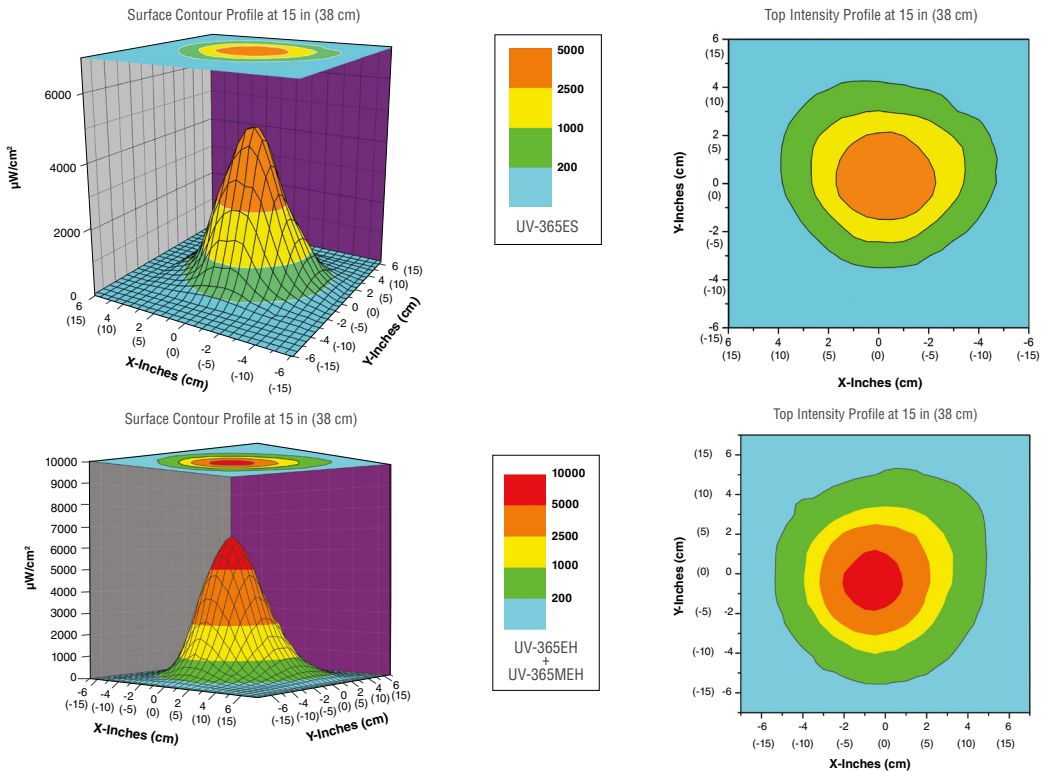 Surface Contour Profile at 15 in (38 cm)
6000
4000
2000
0
µW/cm²
6
(15)
4
(10)
2
(5)
0
(0)
-2
(-5)
-4
(-10)
-6
(-15)
X-Inches (cm)
6 (15)
4 (10)
2 (5)
0 (0)
-2 (-5)
-4 (-10)
-6 (-15)
Y-Inches (cm)
5000
2500
1000
200
UV-365ES
Top Intensity Profile at 15 in (38 cm)
6
(15)
4
(10)
2
(5)
0
(0)
-2
(-5)
-4
(-10)
-6
(-15)
Y-Inches (cm)
6 4 2 0 -2 -4 -6
(15) (10) (5) (0) (-5) (-10) (-15)
X-Inches (cm)
Surface Contour Profile at 15 in (38 cm)
10000
9000
8000
7000
6000
5000
4000
3000
2000
1000
0
µW/cm²
-6 -4 -2 0 2 4 6
(-15) (-10) (-5) (0) (5) (10) (15)
X-Inches (cm)
-6 -4 -2 0 2 4 6
(-15) (-10) (-5) (0) (5) (10) (15)
Y-Inches (cm)
10000
5000
2500
1000
200
UV-365EH
+
UV-365MEH
Top Intensity Profile at 15 in (38 cm)
(15) 6
(10) 4
(5) 2
(0) 0
(-5) -2
(-10) -4
(-15) -6
Y-Inches (cm)
-6 -4 -2 0 2 4 6
(-15) (-10) (-5) (0) (5) (10) (15)
X-Inches (cm)